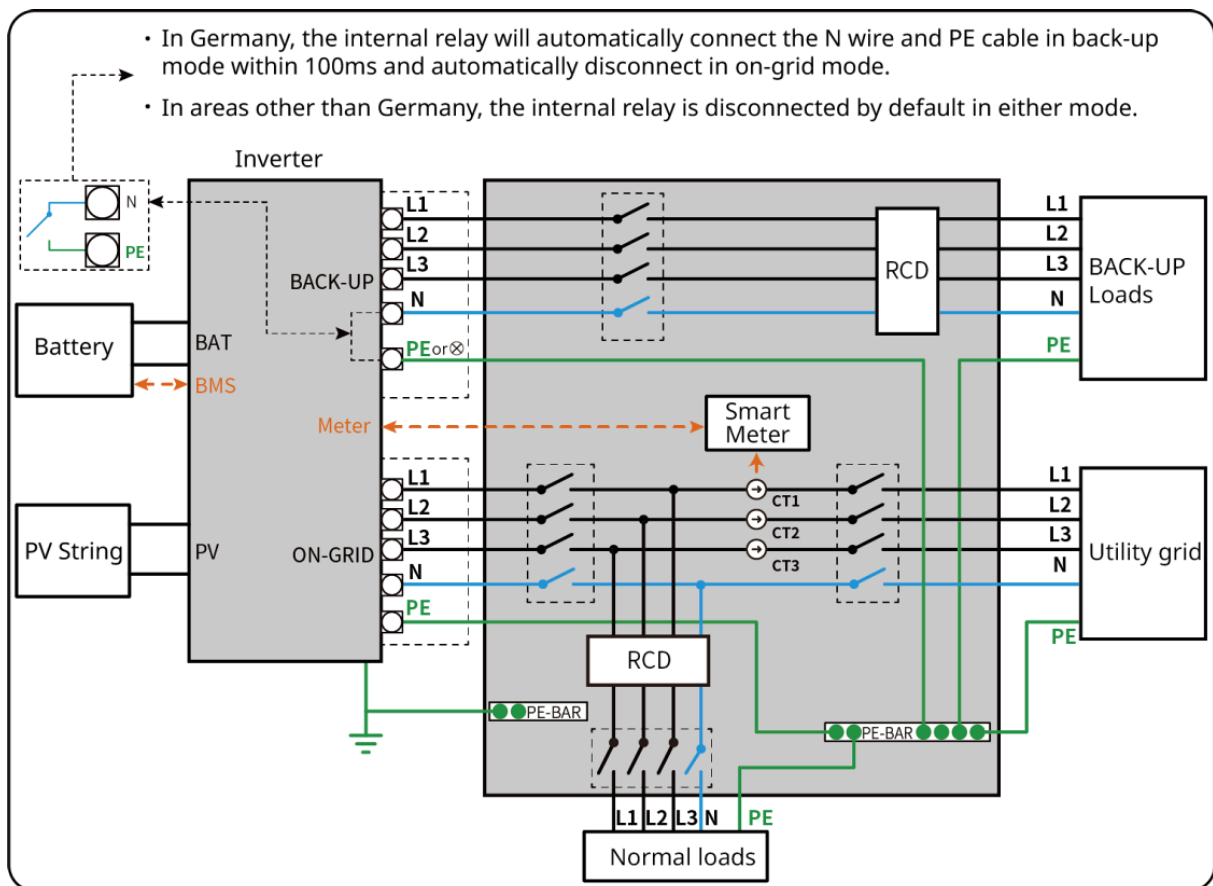 · In Germany, the internal relay will automatically connect the N wire and PE cable in back-up
mode within 100ms and automatically disconnect in on-grid mode.
· In areas other than Germany, the internal relay is disconnected by default in either mode.
Inverter
N
PE
L1
L2
L3
N
PE or ⊗
BACK-UP
RCD
L1
L2
L3
N
PE
BACK-UP
Loads
Battery
BAT
BMS
Meter
Smart
Meter
PV String
PV
ON-GRID
L1
L2
L3
N
PE
CT1
CT2
CT3
L1
L2
L3
N
PE
Utility grid
RCD
PE-BAR
PE-BAR
L1 L2 L3 N PE
Normal loads